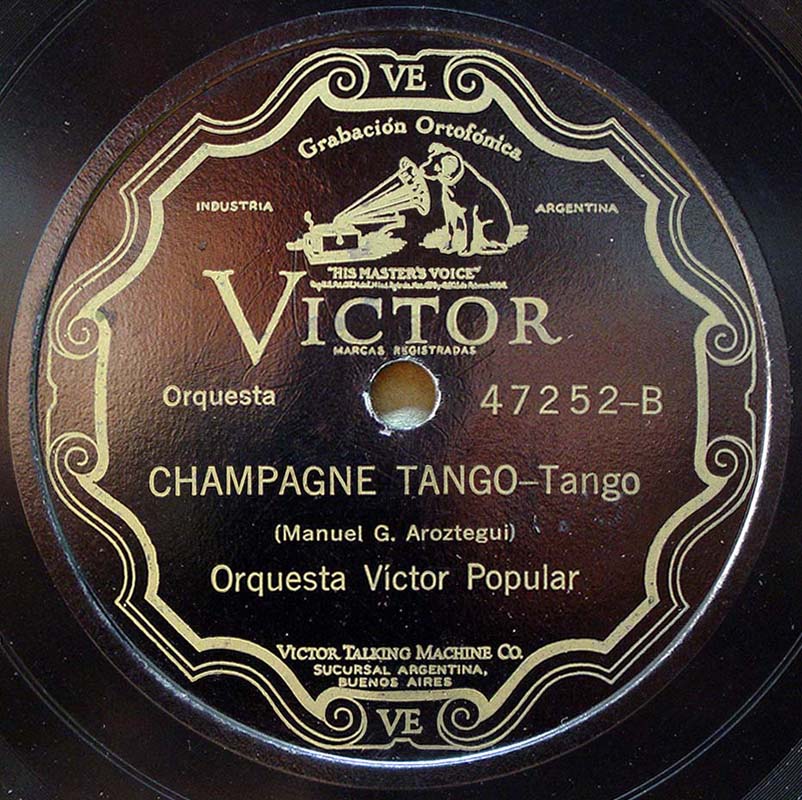 VE
Grabación Ortofónica
INDUSTRIA ARGENTINA
"HIS MASTER'S VOICE"
VICTOR
MARCAS REGISTRADAS
Orquesta 47252-B
CHAMPAGNE TANGO-Tango
(Manuel G. Aroztegui)
Orquesta Víctor Popular
VICTOR TALKING MACHINE CO.
SUCURSAL ARGENTINA,
BUENOS AIRES
VE